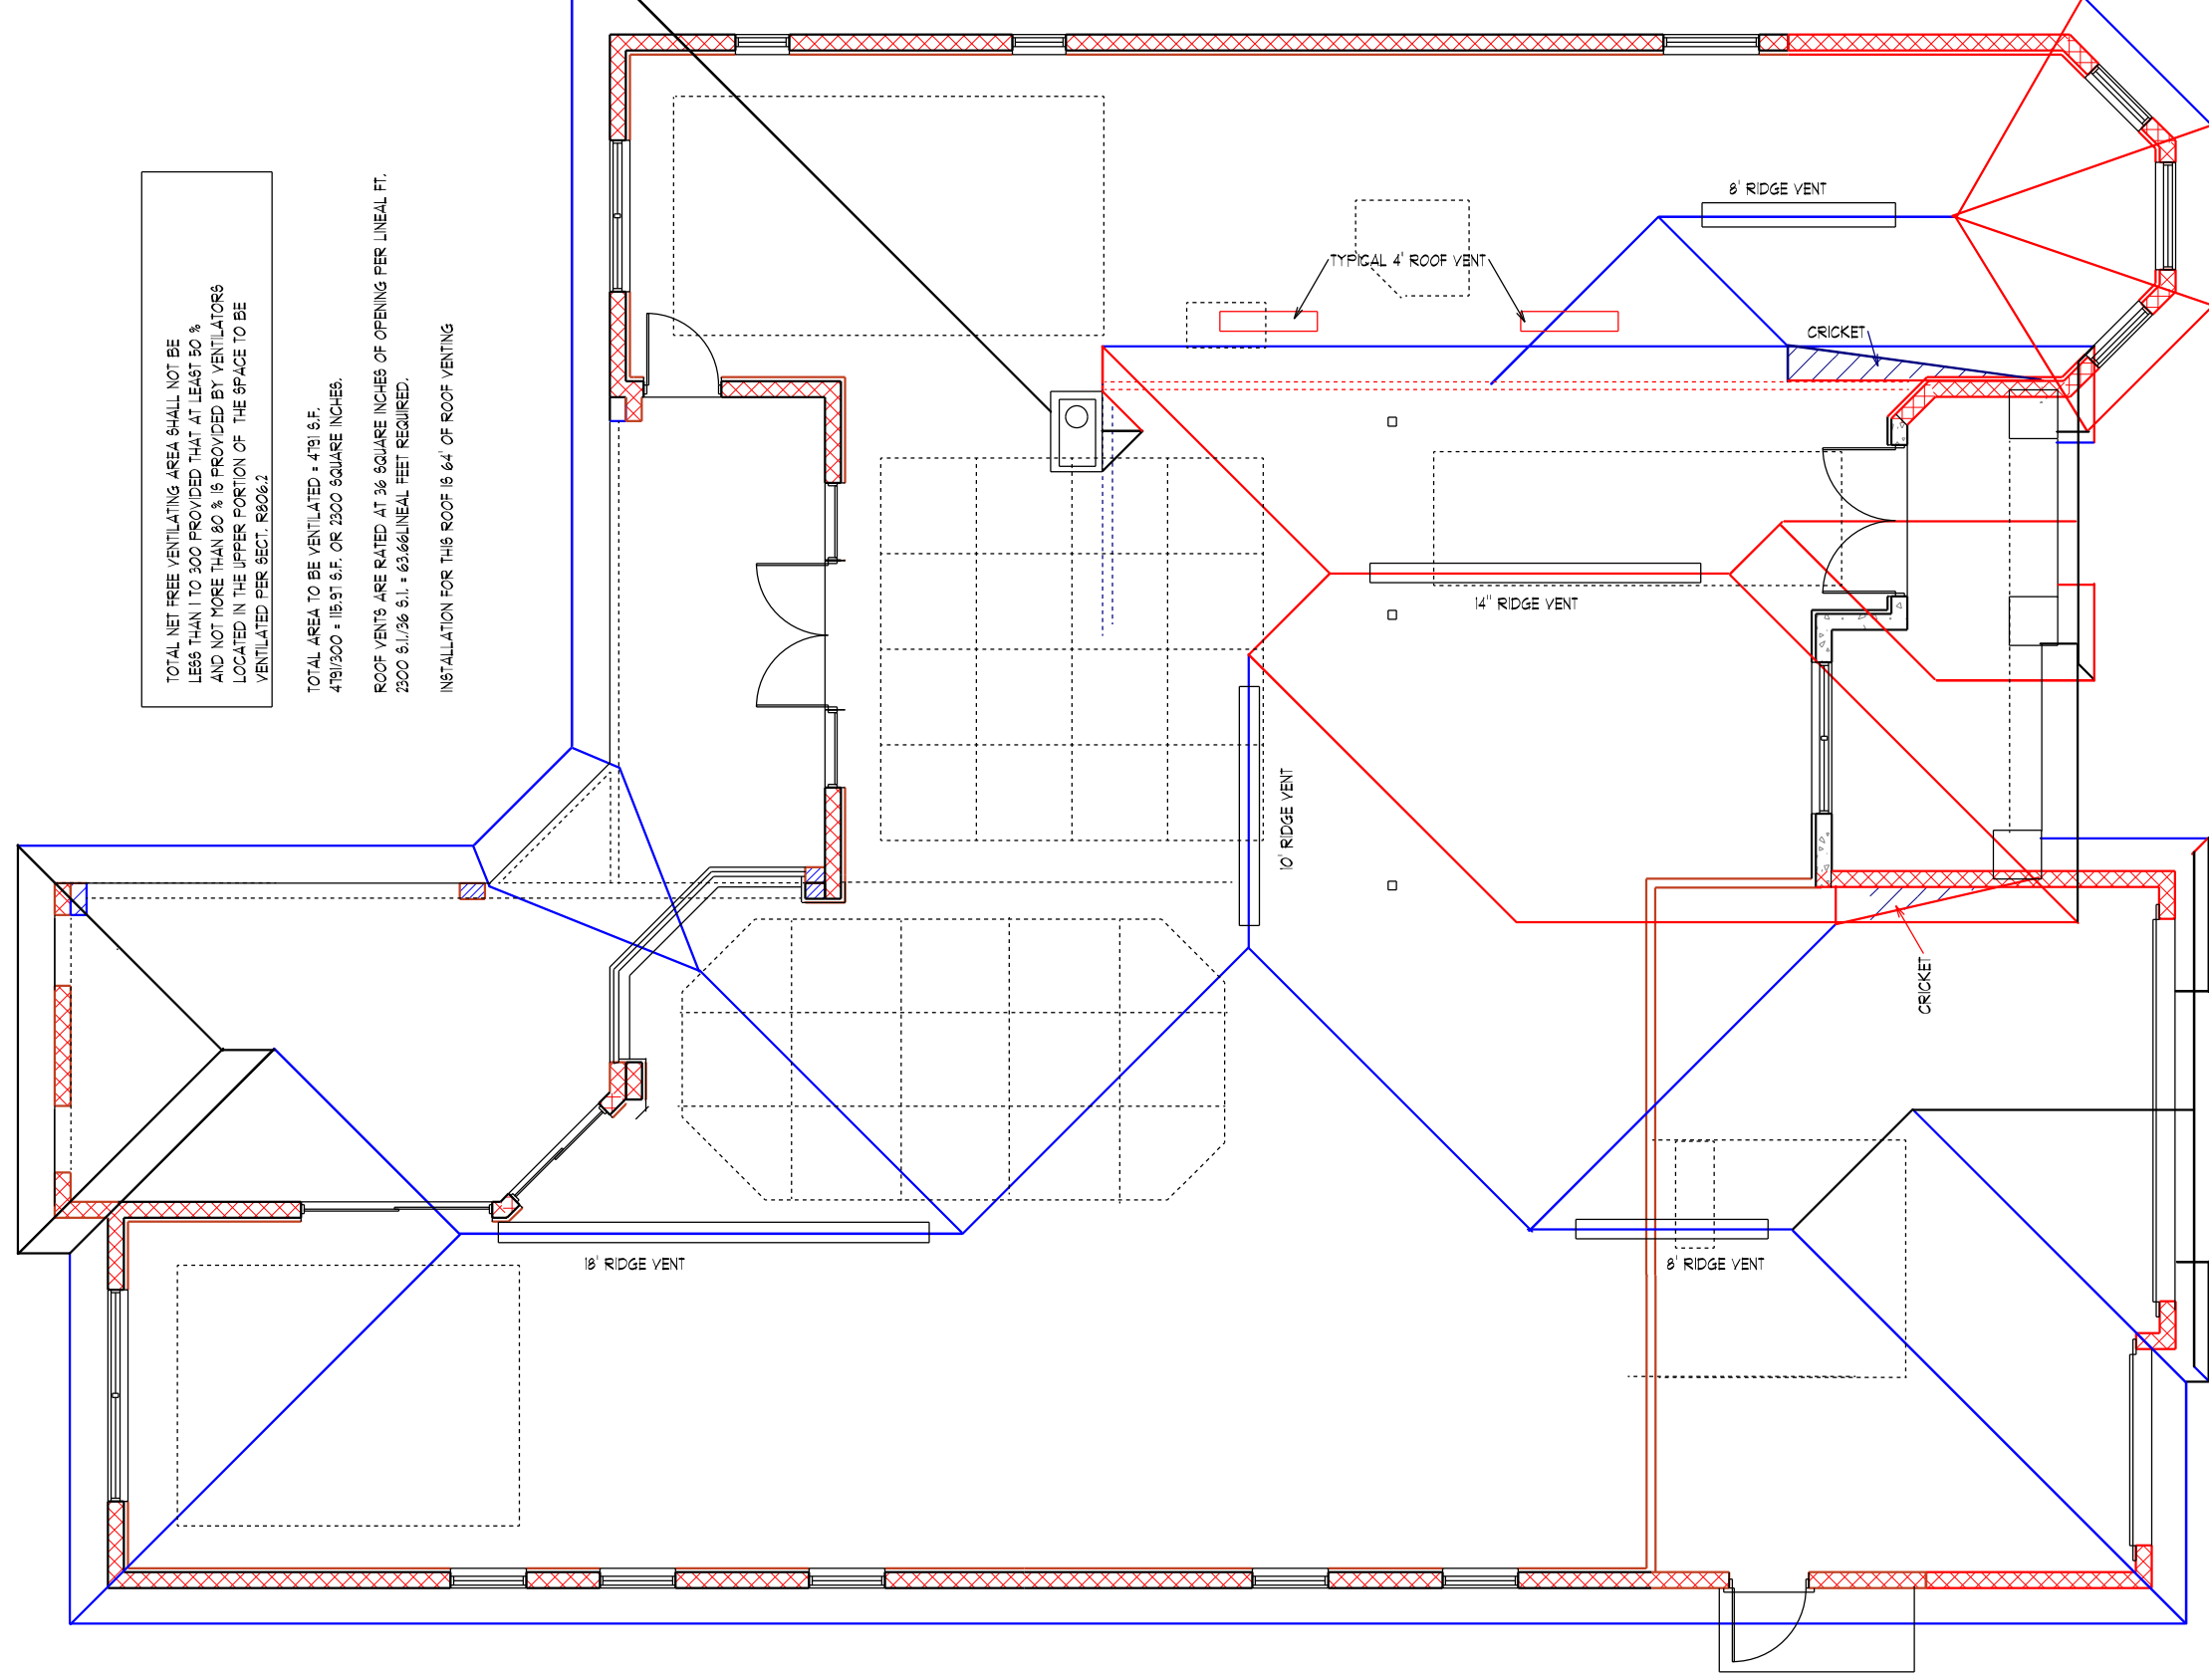 TOTAL NET FREE VENTILATING AREA SHALL NOT BE
LESS THAN 1 TO 300 PROVIDED THAT AT LEAST 50 %
AND NOT MORE THAN 80 % IS PROVIDED BY VENTILATORS
LOCATED IN THE UPPER PORTION OF THE SPACE TO BE
VENTILATED PER SECT. R806.2
TOTAL AREA TO BE VENTILATED = 4791 S.F.
4791/300 = 115.97 S.F. OR 2300 SQUARE INCHES.
ROOF VENTS ARE RATED AT 36 SQUARE INCHES OF OPENING PER LINEAL FT.
2300 S.I./36 S.I. = 63.66LINEAL FEET REQUIRED.
INSTALLATION FOR THIS ROOF IS 64' OF ROOF VENTING
8' RIDGE VENT
TYPICAL 4' ROOF VENT
CRICKET
14" RIDGE VENT
10' RIDGE VENT
CRICKET
18' RIDGE VENT
8' RIDGE VENT